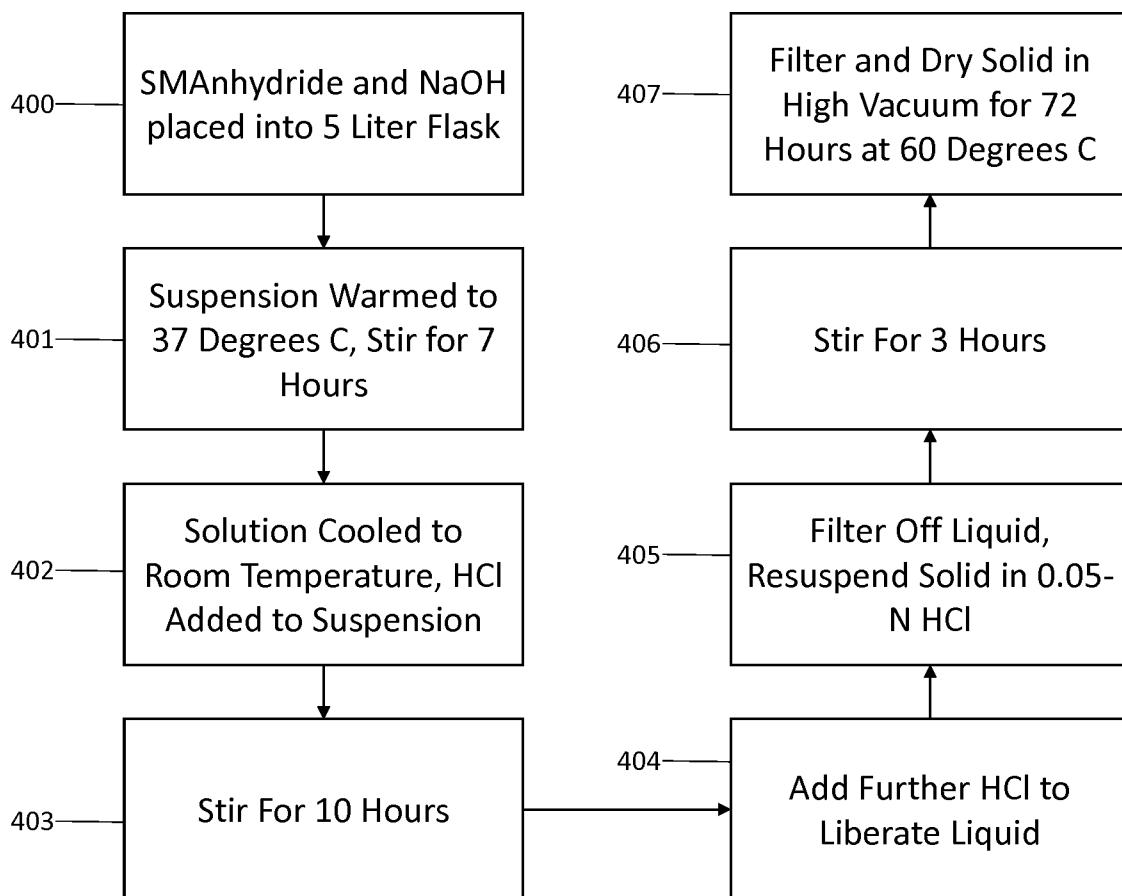 400
SMAnhydride and NaOH
placed into 5 Liter Flask
401
Suspension Warmed to
37 Degrees C, Stir for 7
Hours
402
Solution Cooled to
Room Temperature, HCl
Added to Suspension
403
Stir For 10 Hours
404
Add Further HCl to
Liberate Liquid
405
Filter Off Liquid,
Resuspend Solid in 0.05-
N HCl
406
Stir For 3 Hours
407
Filter and Dry Solid in
High Vacuum for 72
Hours at 60 Degrees C